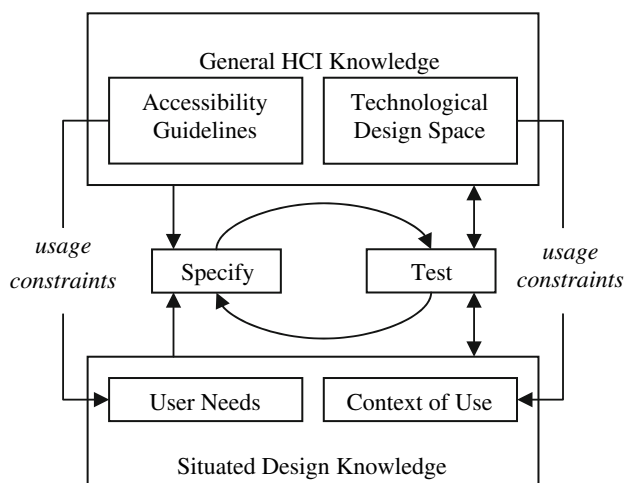 General HCI Knowledge
Accessibility
Guidelines
Technological
Design Space
usage
constraints
Specify
Test
usage
constraints
User Needs
Context of Use
Situated Design Knowledge